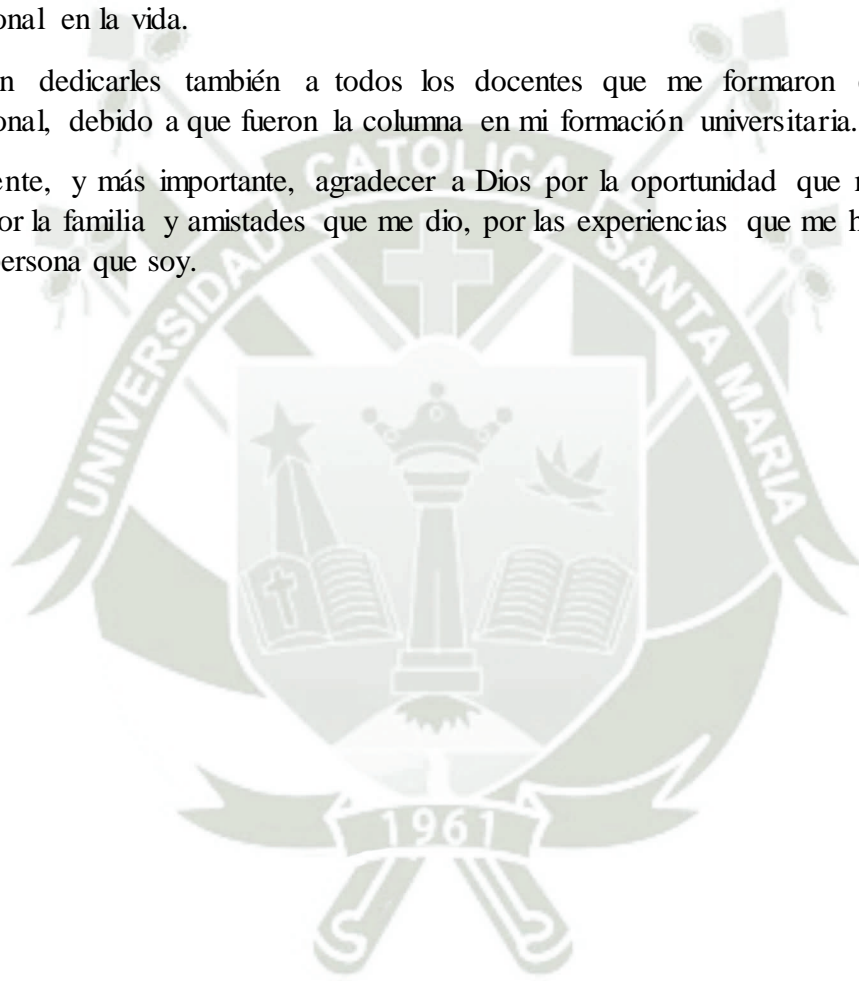 onal en la vida.
n dedicarles también a todos los docentes que me formaron
onal, debido a que fueron la columna en mi formación universitaria.
ente, y más importante, agradecer a Dios por la oportunidad que
or la familia y amistades que me dio, por las experiencias que me
persona que soy.
UNIVERSIDAD CATOLICA SANTA MARIA
1961